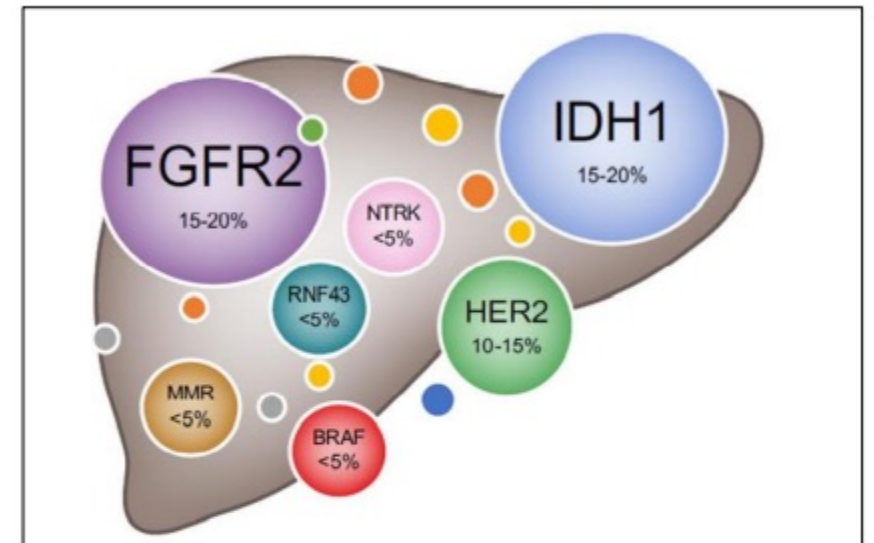 FGFR2
15-20%
IDH1
15-20%
NTRK
<5%
RNF43
<5%
HER2
10-15%
MMR
<5%
BRAF
<5%